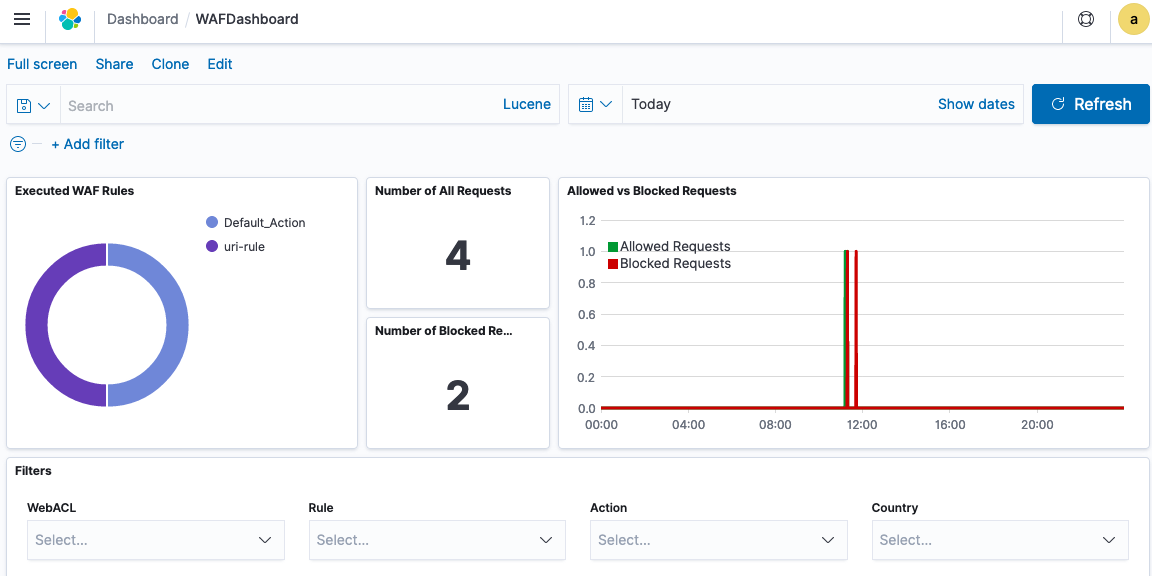 Dashboard / WAFDashboard
a
Full screen Share Clone Edit
Search Lucene Today Show dates Refresh
+ Add filter
Executed WAF Rules
Default_Action
uri-rule
Number of All Requests
4
Number of Blocked Re...
2
Allowed vs Blocked Requests
1.2
1.0
0.8
0.6
0.4
0.2
0.0
Allowed Requests
Blocked Requests
00:00 04:00 08:00 12:00 16:00 20:00
Filters
WebACL Rule Action Country
Select... Select... Select... Select...